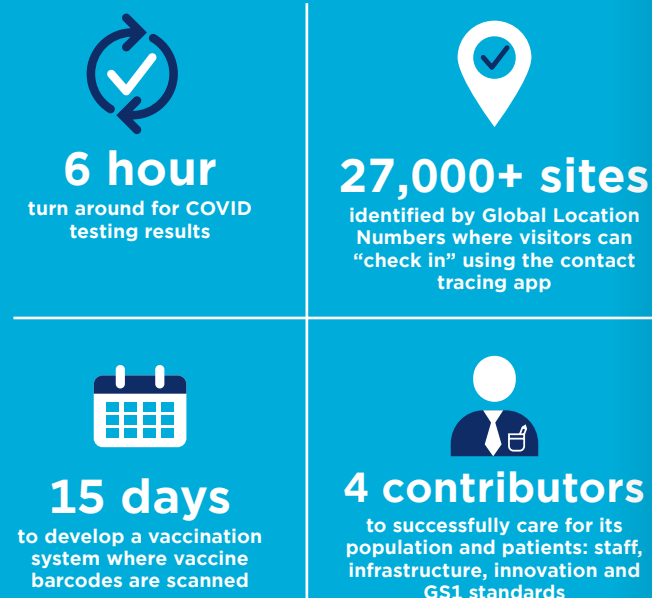 6 hour
turn around for COVID
testing results
27,000+ sites
identified by Global Location
Numbers where visitors can
“check in” using the contact
tracing app
15 days
to develop a vaccination
system where vaccine
barcodes are scanned
4 contributors
to successfully care for its
population and patients: staff,
infrastructure, innovation and
GS1 standards